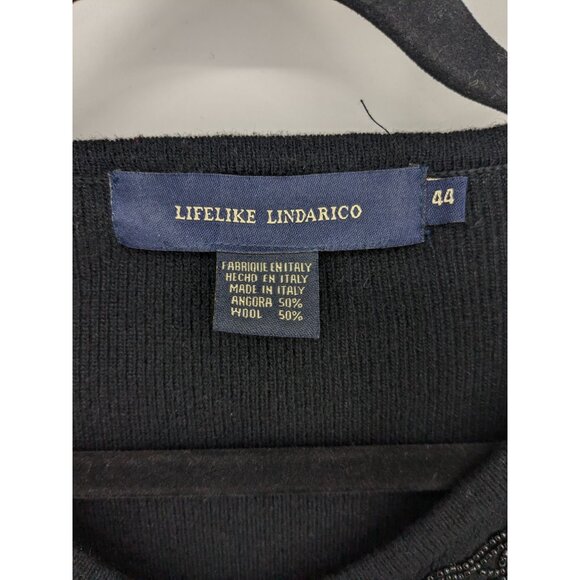 LIFELIKE LINDARICO
44
FABRIQUE EN ITALY
HECHO EN ITALY
MADE IN ITALY
ANGORA 50%
WOOL 50%